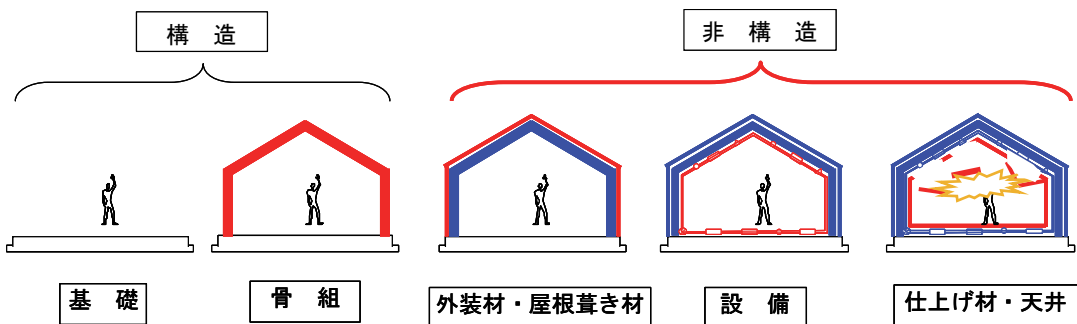 構 造
非 構 造
基 礎
骨 組
外装材・屋根葺き材
設 備
仕上げ材・天井